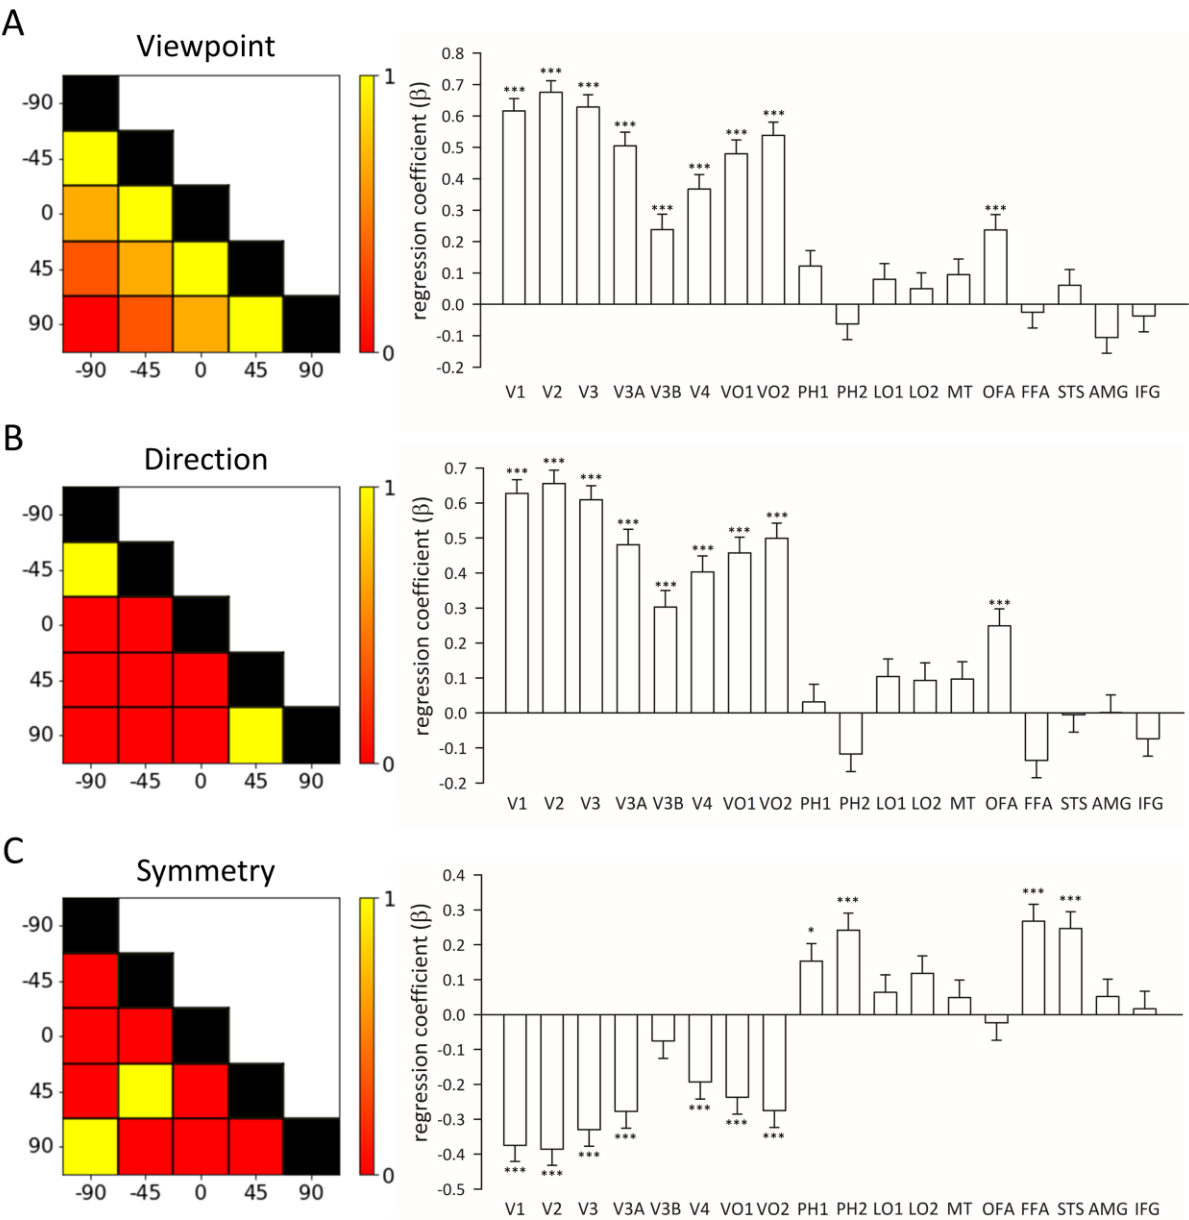 A
Viewpoint
-90
-45
0
45
90
-90 -45 0 45 90
1
0
regression coefficient (β)
0.8
0.7
0.6
0.5
0.4
0.3
0.2
0.1
0.0
-0.1
-0.2
*** *** *** *** *** *** *** *** ***
V1 V2 V3 V3A V3B V4 VO1 VO2 PH1 PH2 LO1 LO2 MT OFA FFA STS AMG IFG
B
Direction
-90
-45
0
45
90
-90 -45 0 45 90
1
0
regression coefficient (β)
0.7
0.6
0.5
0.4
0.3
0.2
0.1
0.0
-0.1
-0.2
*** *** *** *** *** *** *** *** ***
V1 V2 V3 V3A V3B V4 VO1 VO2 PH1 PH2 LO1 LO2 MT OFA FFA STS AMG IFG
C
Symmetry
-90
-45
0
45
90
-90 -45 0 45 90
1
0
regression coefficient (β)
0.4
0.3
0.2
0.1
0.0
-0.1
-0.2
-0.3
-0.4
-0.5
* *** *** ***
*** *** *** *** *** *** ***
V1 V2 V3 V3A V3B V4 VO1 VO2 PH1 PH2 LO1 LO2 MT OFA FFA STS AMG IFG